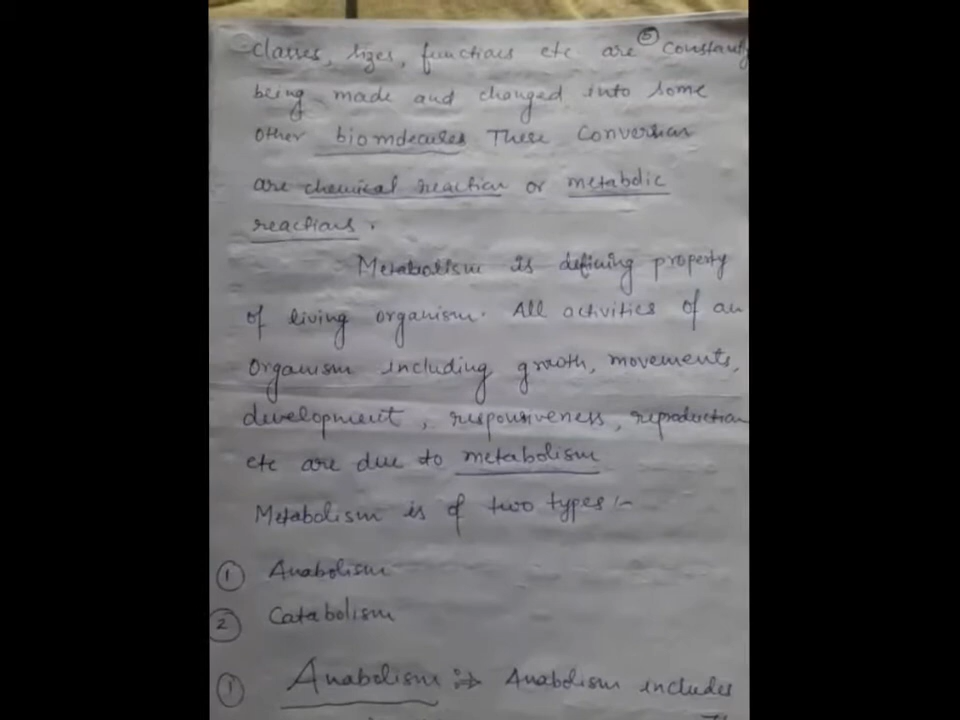 classes, sizes, functions etc are ⑤ constantly
being made and changed into some
other biomolecules These Conversion
are chemical reaction or metabolic
reactions.
Metabolism is defining property
of living organism. All activities of an
organism including growth, movements,
development, responsiveness, reproduction
etc are due to metabolism
Metabolism is of two types :-
① Anabolism
② Catabolism
① Anabolism :⇒ Anabolism includes